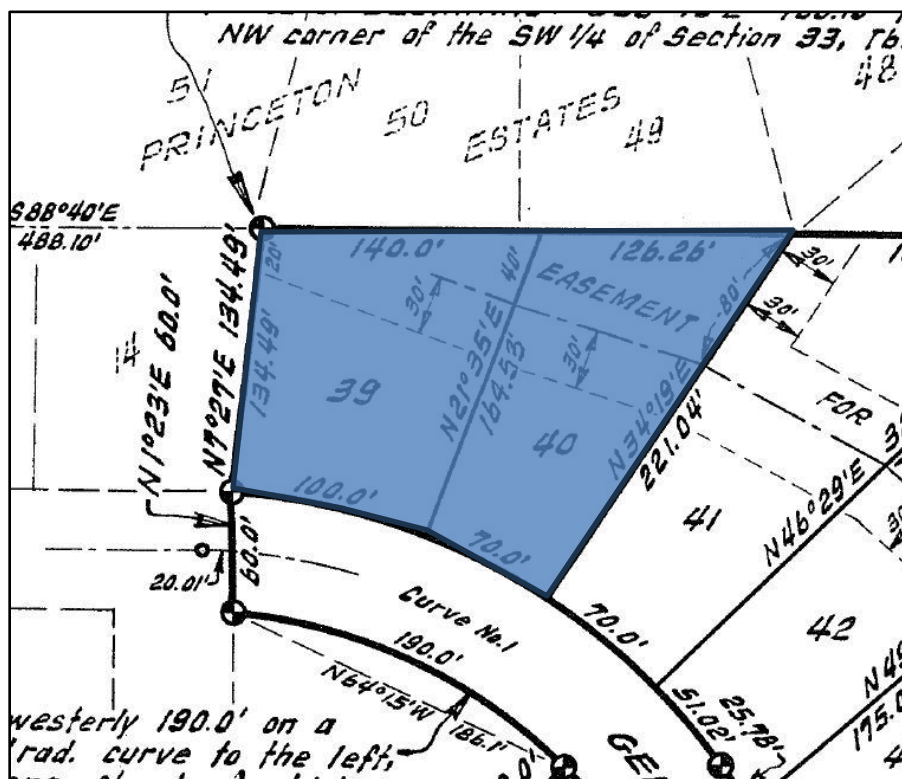 NW corner of the SW 1/4 of Section 33,
48
51
PRINCETON
50
ESTATES
49
S88°40'E
488.10'
20'
140.0'
40'
126.26'
30'
30'
EASEMENT
80'
14
N1°23'E 60.0'
N7°27'E 134.49'
134.49'
30'
30'
39
N21°35'E
164.53
40
N34°19'E
221.04'
FOR
100.0'
70.0'
41
N46°29'E
20.01'
60.0'
Curve No.1
70.0'
42
190.0'
N64°15'W
186.1'
51.02'
25.78'
175.0
westerly 190.0' on a
rad. curve to the left,